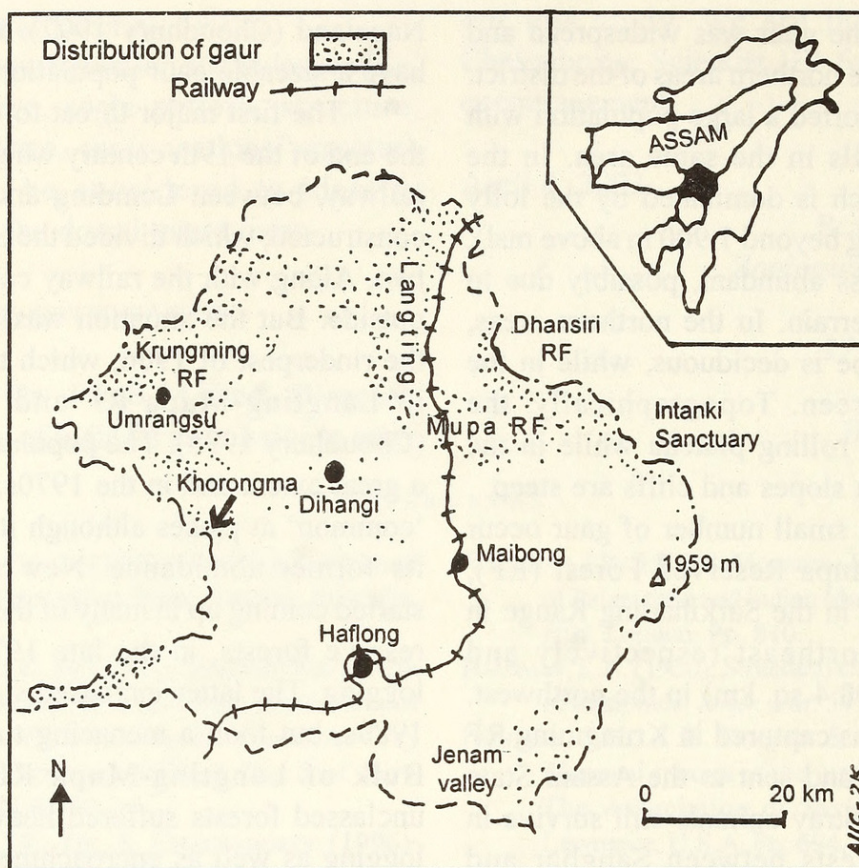 Distribution of gaur
Railway
ASSAM
Langting
Dhansiri
RF
Krungming
RF
Umrangsu
Mupa RF
Intanki
Sanctuary
Khorongma
Dihangi
Maibong
1959 m
Haflong
Jenam
valley
N
0 20 km